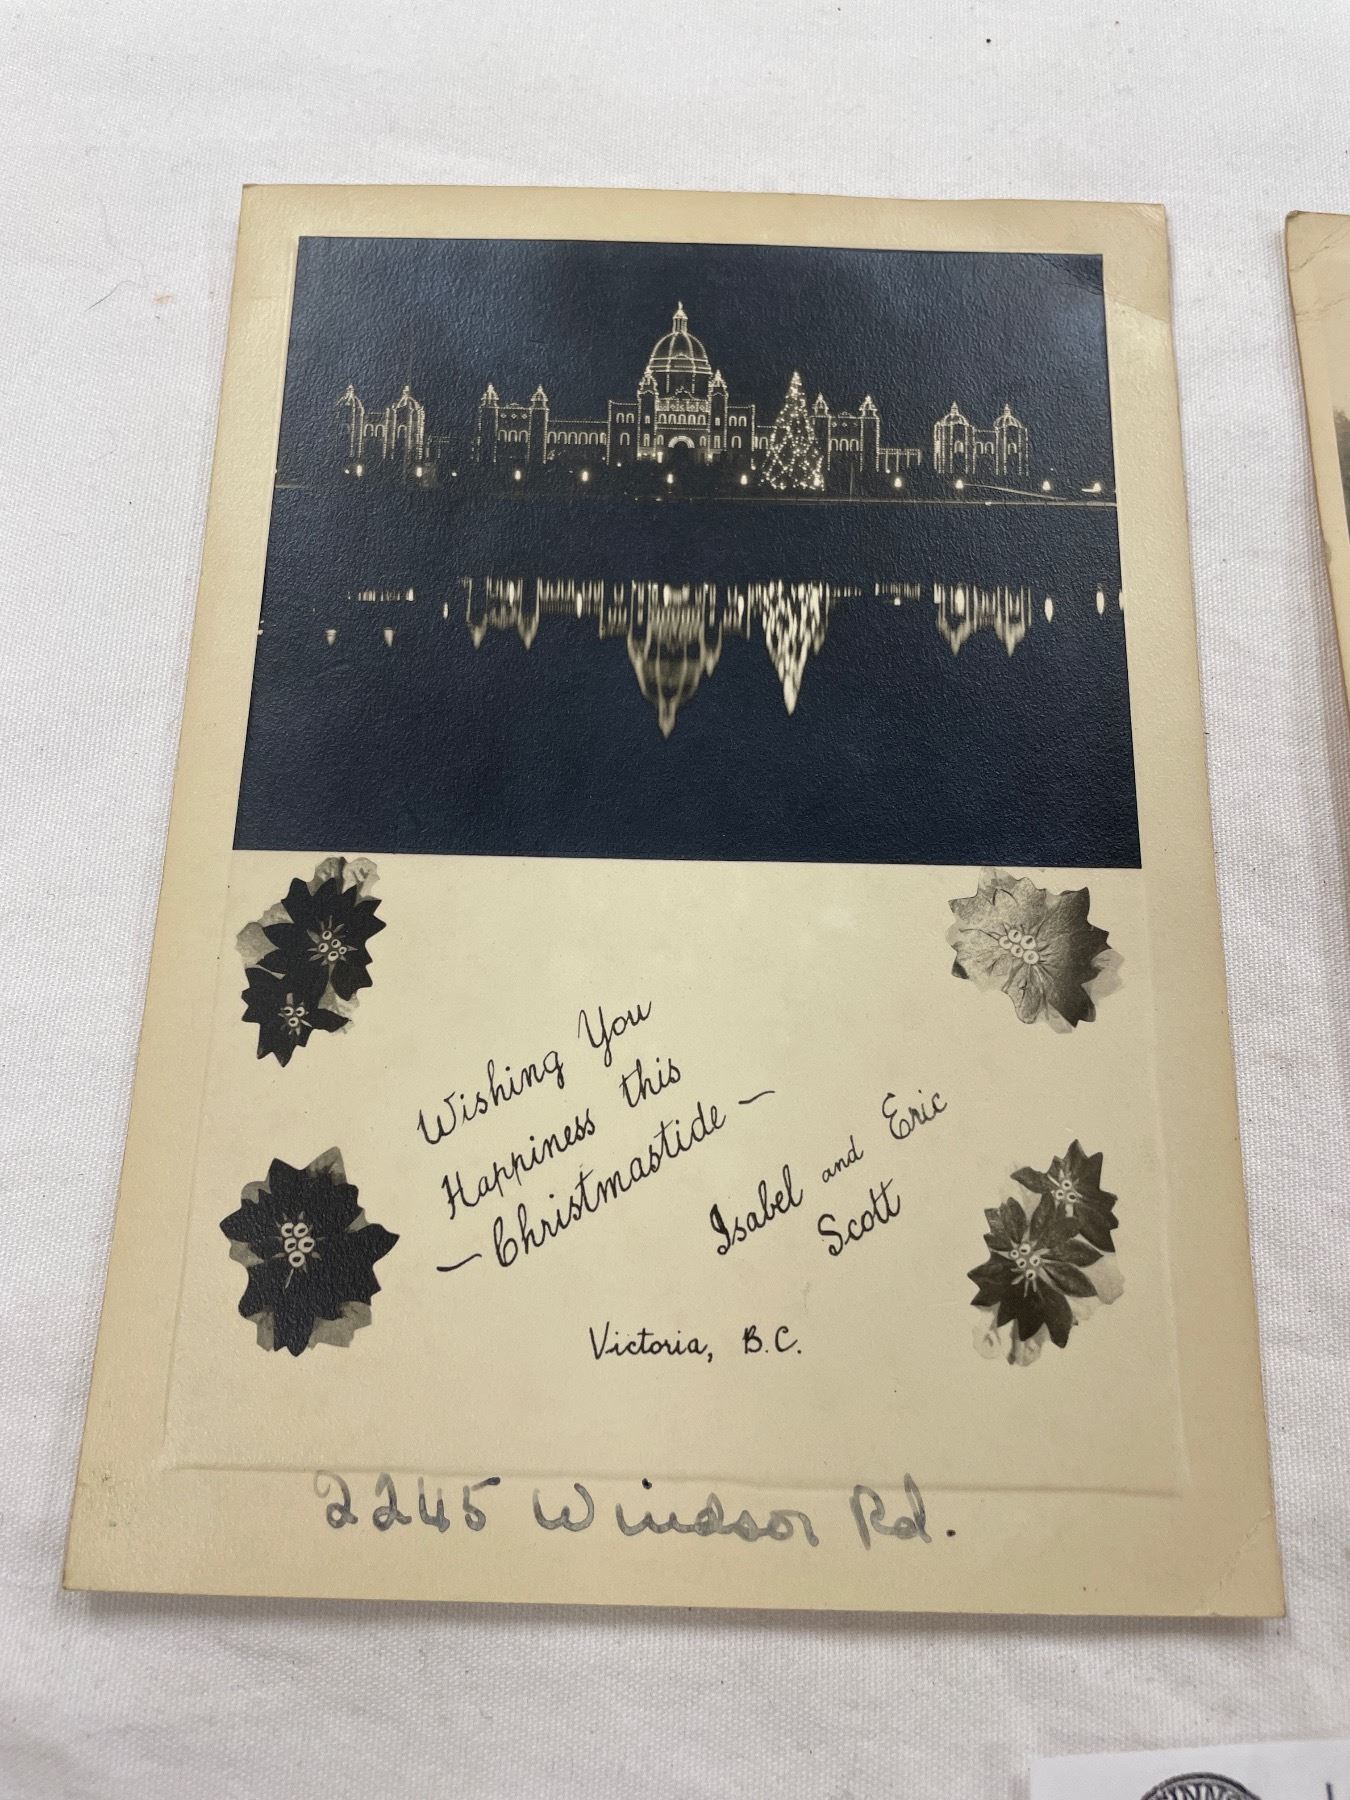 Wishing You
Happiness this
— Christmastide —
Isabel and Eric
Scott
Victoria, B.C.
2245 Windsor Rd.